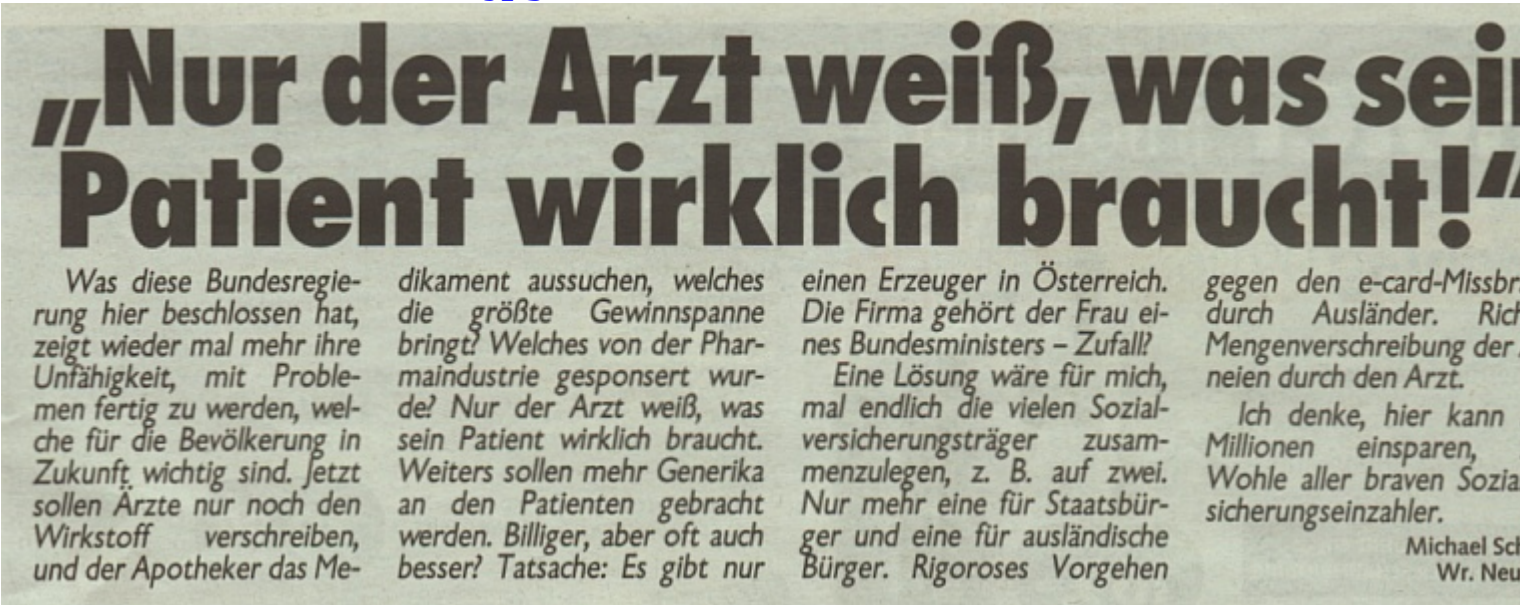 „Nur der Arzt weiß, was sein
Patient wirklich braucht!“
Was diese Bundesregie-
rung hier beschlossen hat,
zeigt wieder mal mehr ihre
Unfähigkeit, mit Proble-
men fertig zu werden, wel-
che für die Bevölkerung in
Zukunft wichtig sind. Jetzt
sollen Ärzte nur noch den
Wirkstoff verschreiben,
und der Apotheker das Me-
dikament aussuchen, welches
die größte Gewinnspanne
bringt? Welches von der Phar-
maindustrie gesponsert wur-
de? Nur der Arzt weiß, was
sein Patient wirklich braucht.
Weiters sollen mehr Generika
an den Patienten gebracht
werden. Billiger, aber oft auch
besser? Tatsache: Es gibt nur
einen Erzeuger in Österreich.
Die Firma gehört der Frau ei-
nes Bundesministers – Zufall?
Eine Lösung wäre für mich,
mal endlich die vielen Sozial-
versicherungsträger zusam-
menzulegen, z. B. auf zwei.
Nur mehr eine für Staatsbür-
ger und eine für ausländische
Bürger. Rigoroses Vorgehen
gegen den e-card-Missbr
durch Ausländer. Rich
Mengenverschreibung der
neien durch den Arzt.
Ich denke, hier kann
Millionen einsparen,
Wohle aller braven Sozia
sicherungseinzahler.
Michael Sch
Wr. Neu